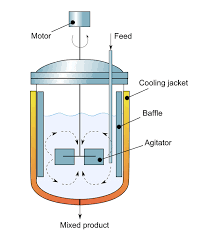 Motor
Feed
Cooling jacket
Baffle
Agitator
Mixed product